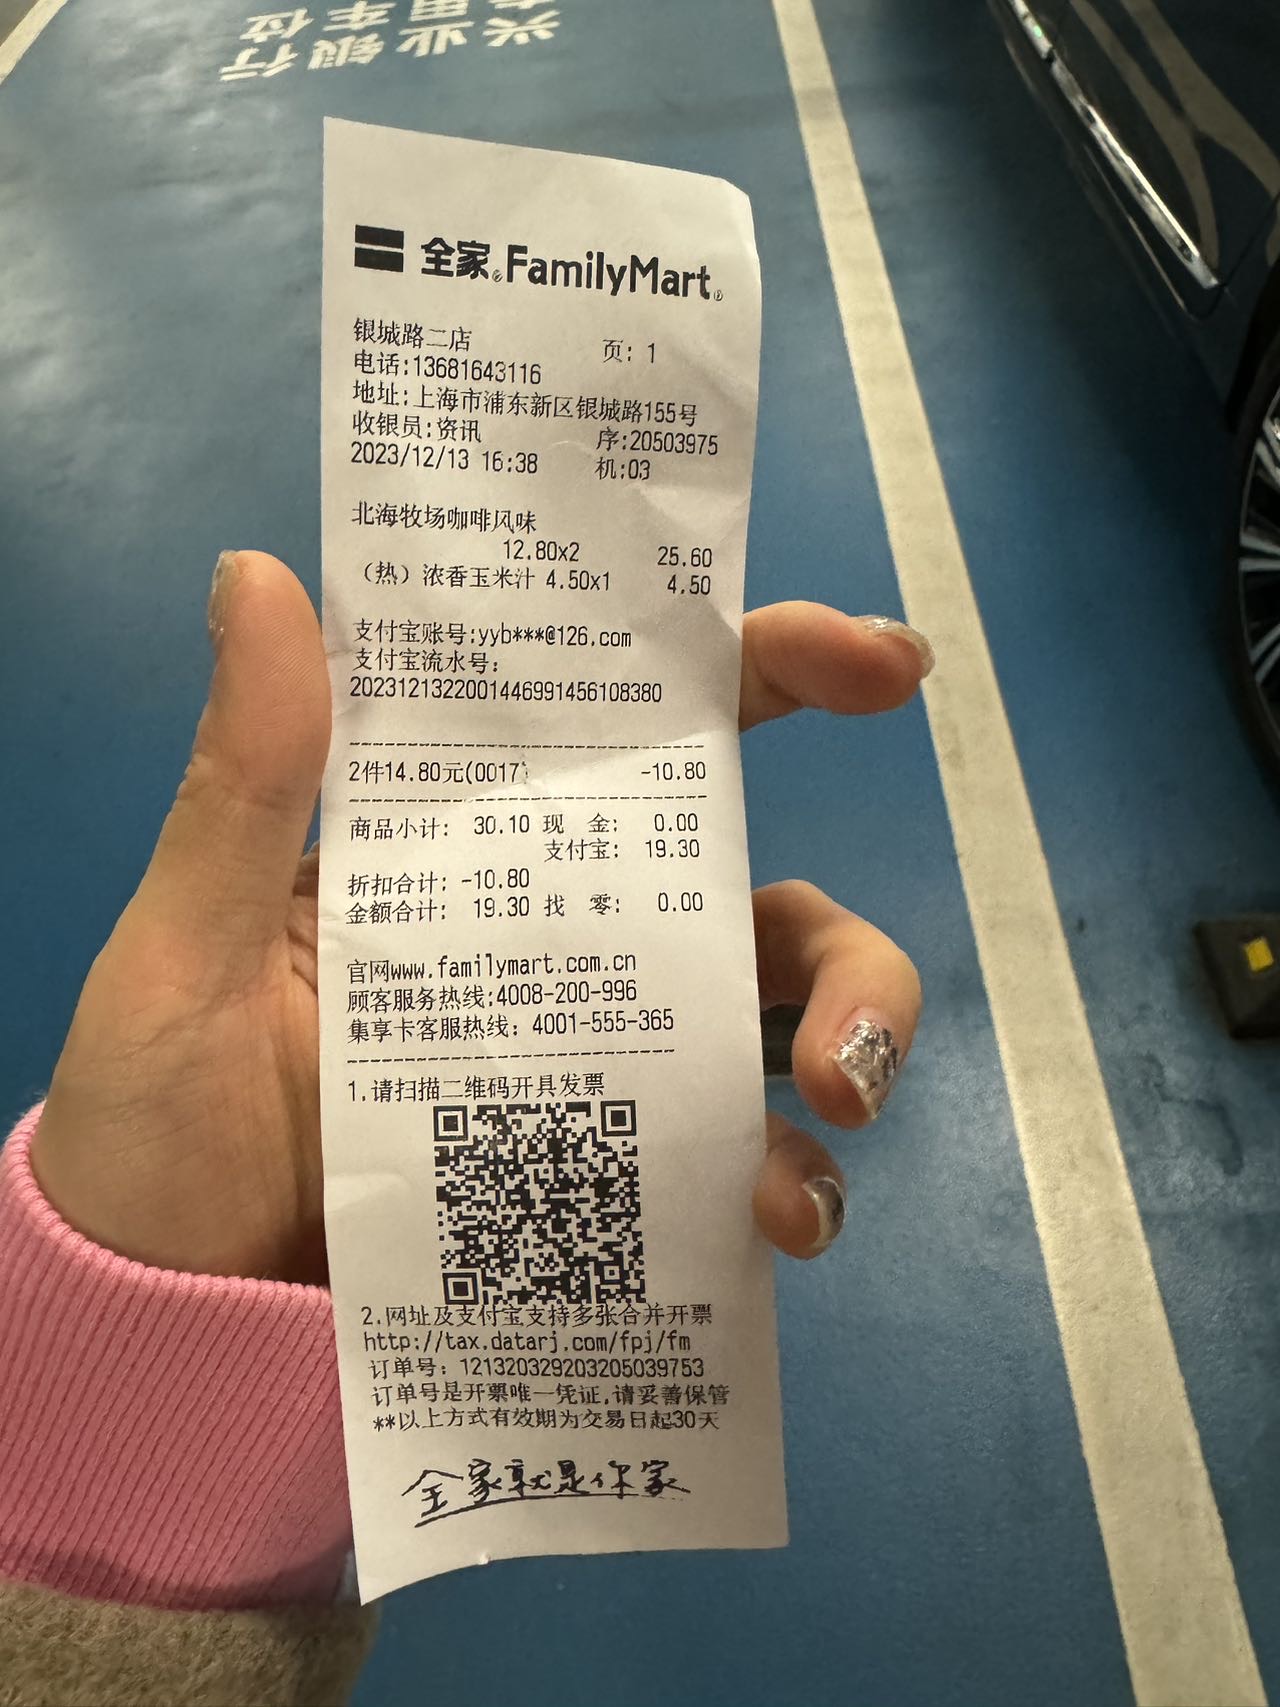 兴业银行
专用车位
全家 FamilyMart
银城路二店 页: 1
电话:13681643116
地址:上海市浦东新区银城路155号
收银员:资讯 序:20503975
2023/12/13 16:38 机:03
北海牧场咖啡风味
12.80x2 25.60
（热）浓香玉米汁 4.50x1 4.50
支付宝账号:yyb***@126.com
支付宝流水号:
2023121322001446991456108380
2件14.80元(0017) -10.80
商品小计: 30.10 现 金: 0.00
支付宝: 19.30
折扣合计: -10.80
金额合计: 19.30 找 零: 0.00
官网www.familymart.com.cn
顾客服务热线:4008-200-996
集享卡客服热线: 4001-555-365
1.请扫描二维码开具发票
2.网址及支付宝支持多张合并开票
http://tax.datarj.com/fpj/fm
订单号: 121320329203205039753
订单号是开票唯一凭证,请妥善保管
**以上方式有效期为交易日起30天
全家就是你家